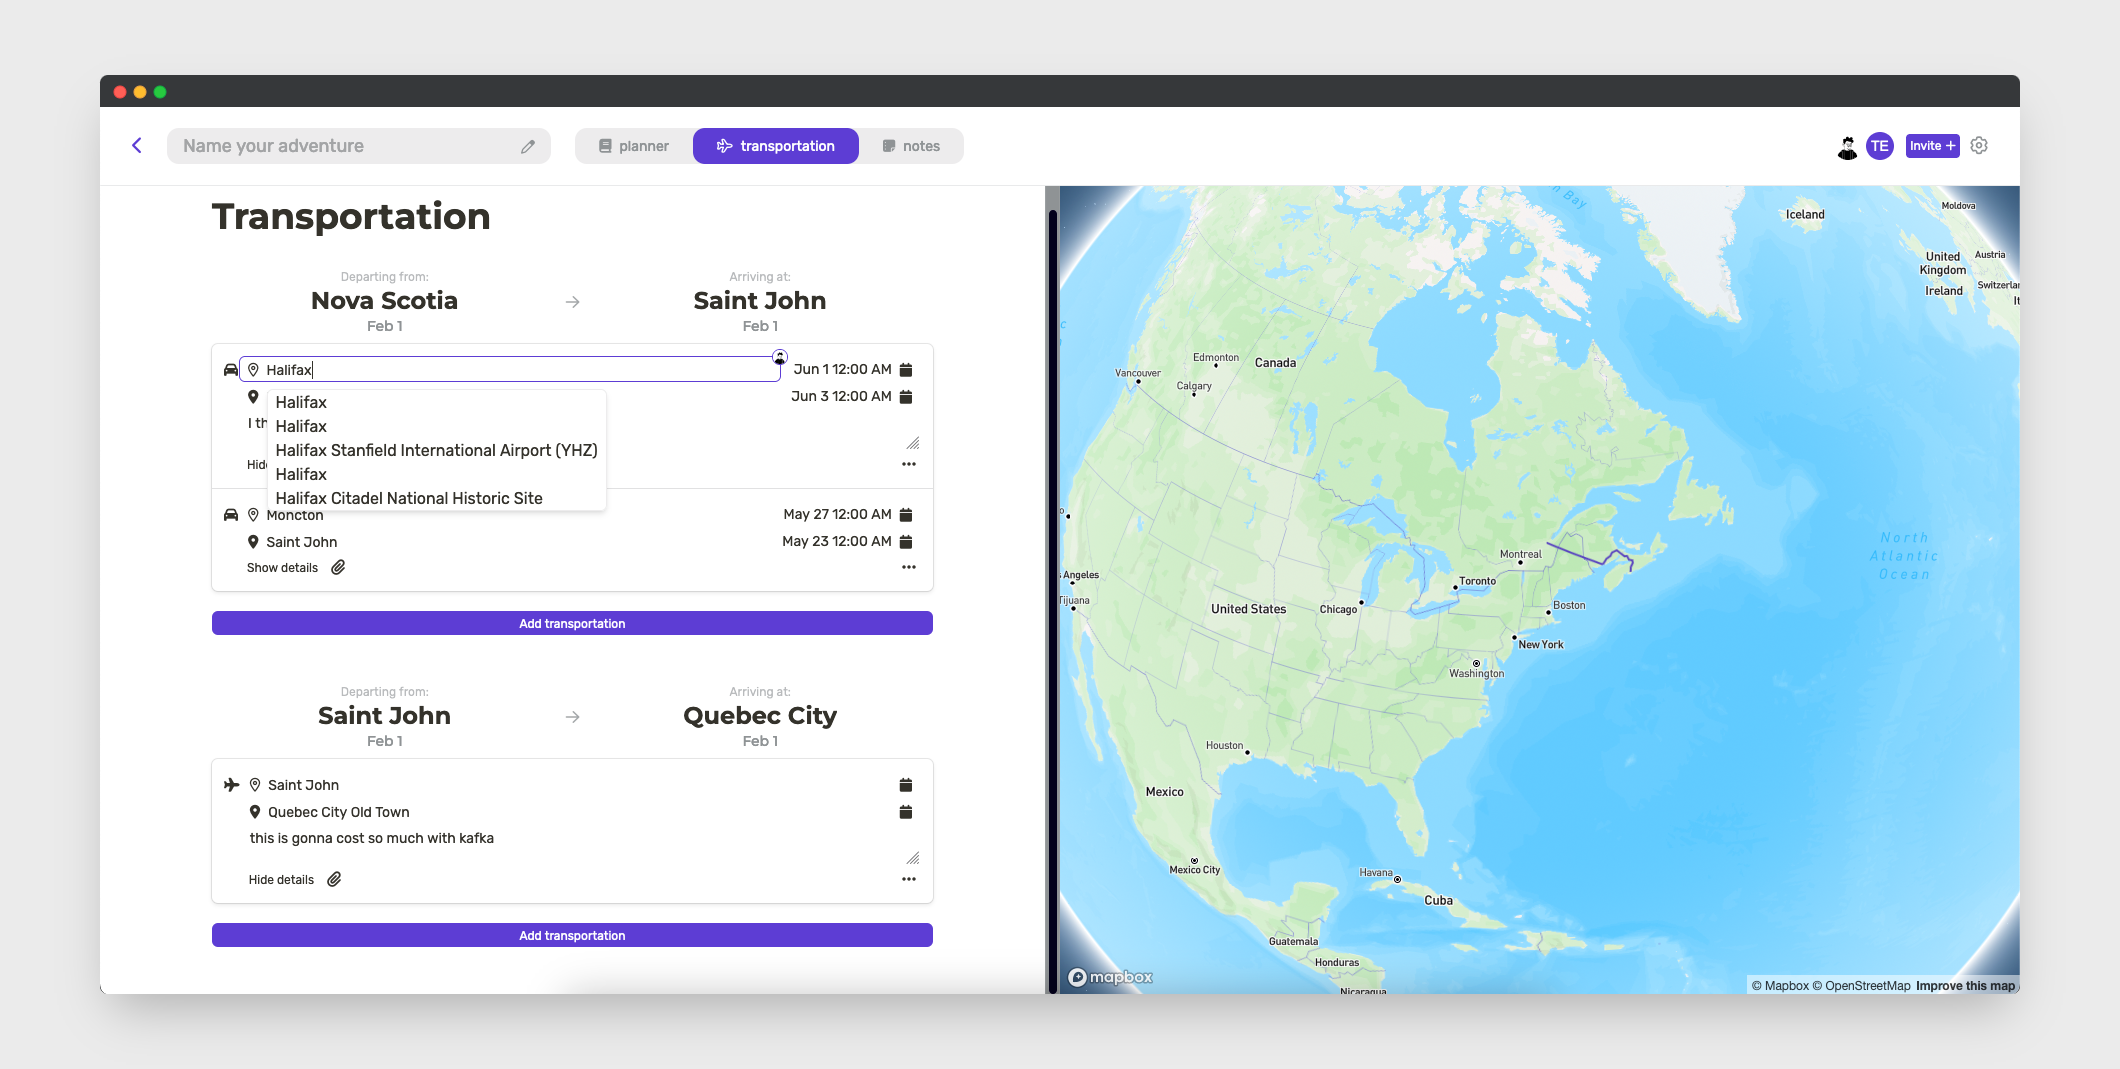 Name your adventure
planner
transportation
notes
TE
Invite +
Transportation
Departing from:
Arriving at:
Nova Scotia
Saint John
Feb 1
Feb 1
Halifax
Jun 1 12:00 AM
Jun 3 12:00 AM
Halifax
Halifax
Halifax Stanfield International Airport (YHZ)
Halifax
Halifax Citadel National Historic Site
I th
Hid
Moncton
May 27 12:00 AM
Saint John
May 23 12:00 AM
Show details
Add transportation
Departing from:
Arriving at:
Saint John
Quebec City
Feb 1
Feb 1
Saint John
Quebec City Old Town
this is gonna cost so much with kafka
Hide details
Add transportation
n Bay
Iceland
Moldova
United
Kingdom
Austria
Ireland
Switzerlan
It
c
Edmonton
Canada
Vancouver
Calgary
o
North
Atlantic
Ocean
Montreal
Angeles
Toronto
Tijuana
United States
Chicago
Boston
New York
Washington
Houston
Mexico
Mexico City
Havana
Cuba
Guatemala
Honduras
Nicaragua
mapbox
© Mapbox © OpenStreetMap Improve this map